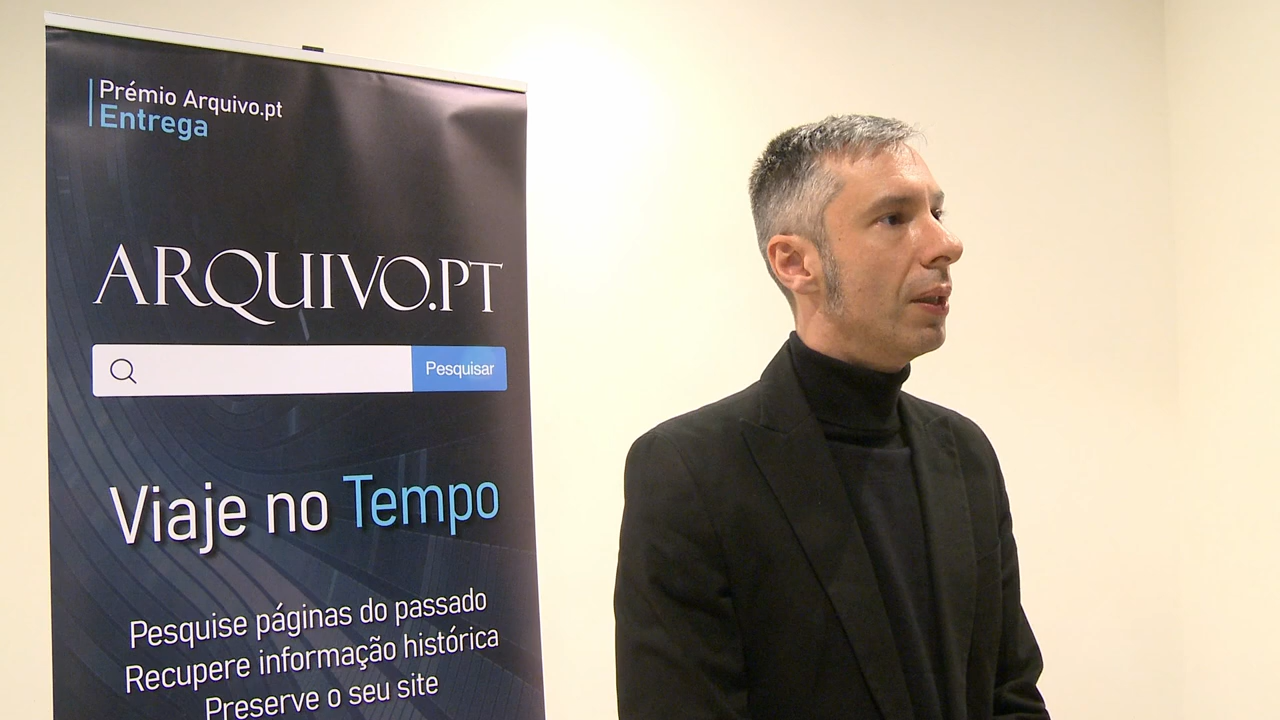 Prémio Arquivo.pt
Entrega
ARQUIVO.PT
Pesquisar
Viaje no Tempo
Pesquise páginas do passado
Recupere informação histórica
Preserve o seu site